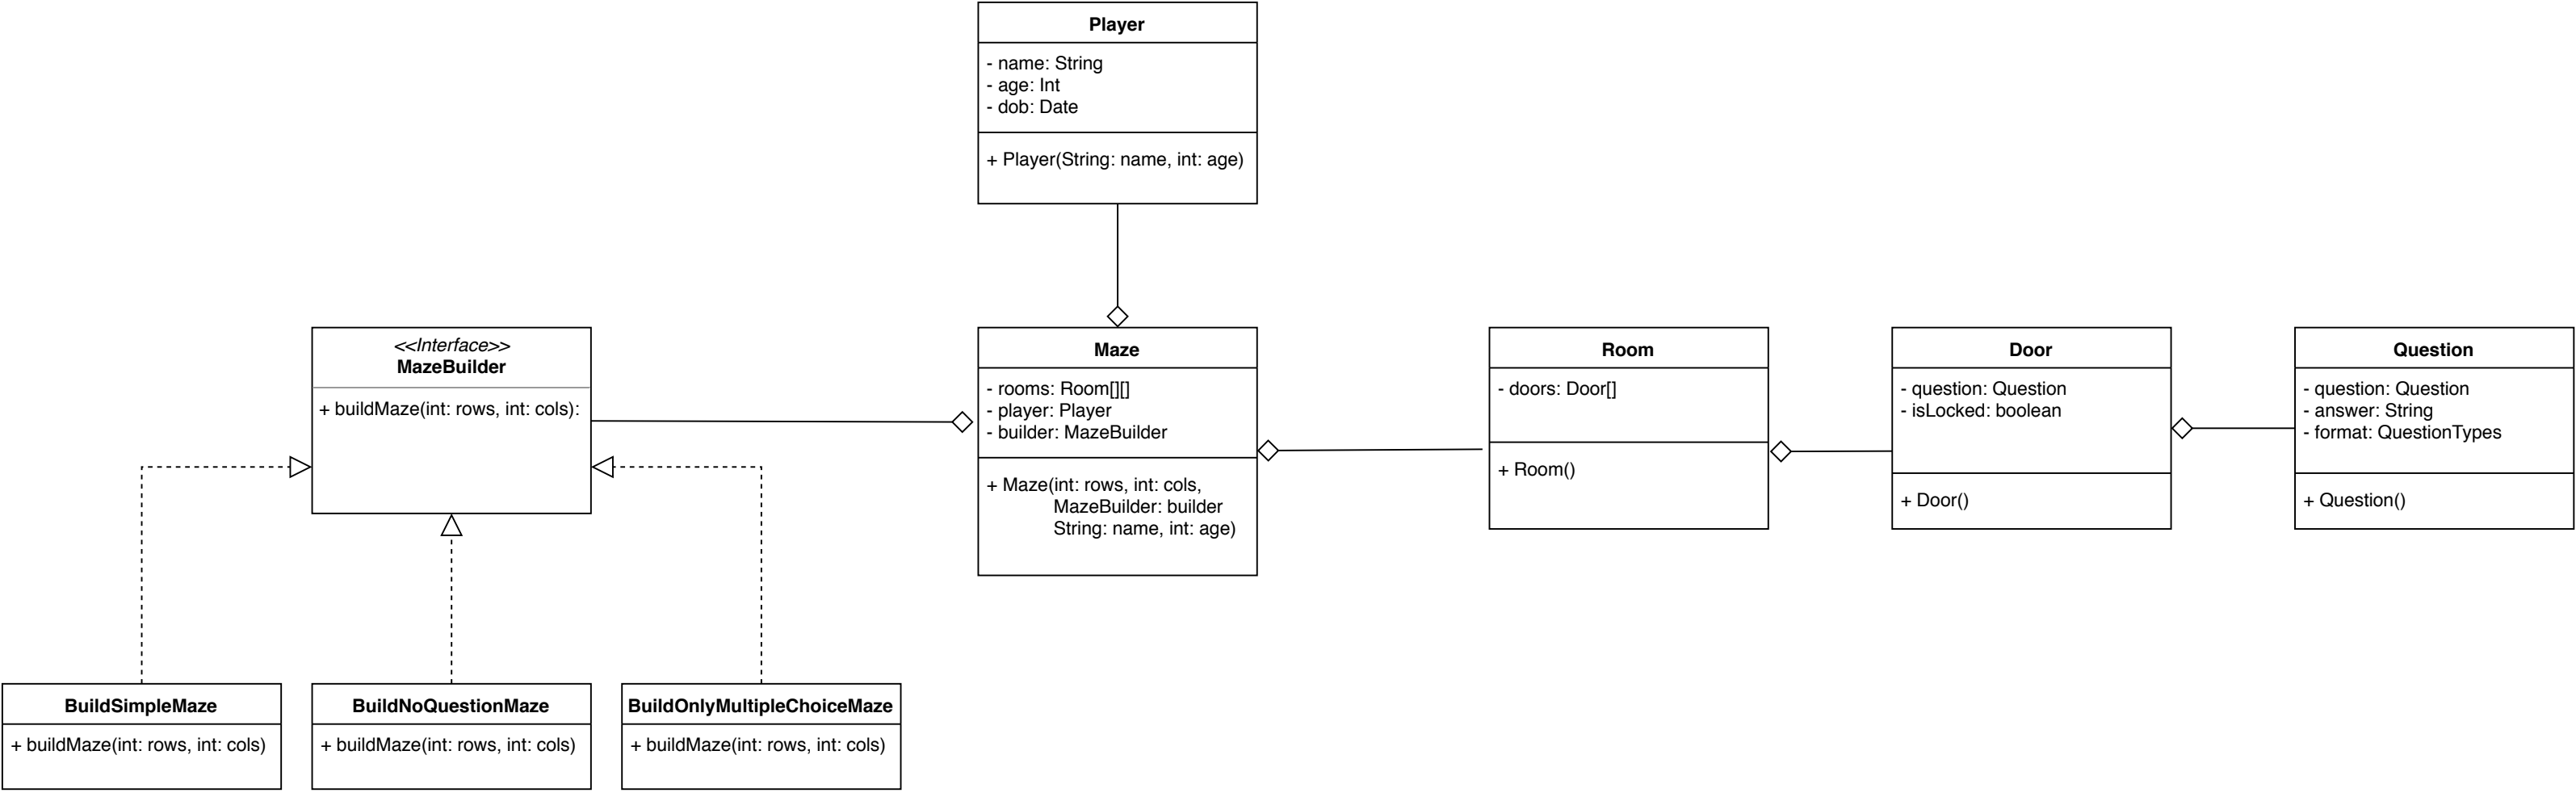 Player
- name: String
- age: Int
- dob: Date
+ Player(String: name, int: age)
<<Interface>>
MazeBuilder
+ buildMaze(int: rows, int: cols):
Maze
- rooms: Room[][]
- player: Player
- builder: MazeBuilder
+ Maze(int: rows, int: cols,
MazeBuilder: builder
String: name, int: age)
Room
- doors: Door[]
+ Room()
Door
- question: Question
- isLocked: boolean
+ Door()
Question
- question: Question
- answer: String
- format: QuestionTypes
+ Question()
BuildSimpleMaze
+ buildMaze(int: rows, int: cols)
BuildNoQuestionMaze
+ buildMaze(int: rows, int: cols)
BuildOnlyMultipleChoiceMaze
+ buildMaze(int: rows, int: cols)